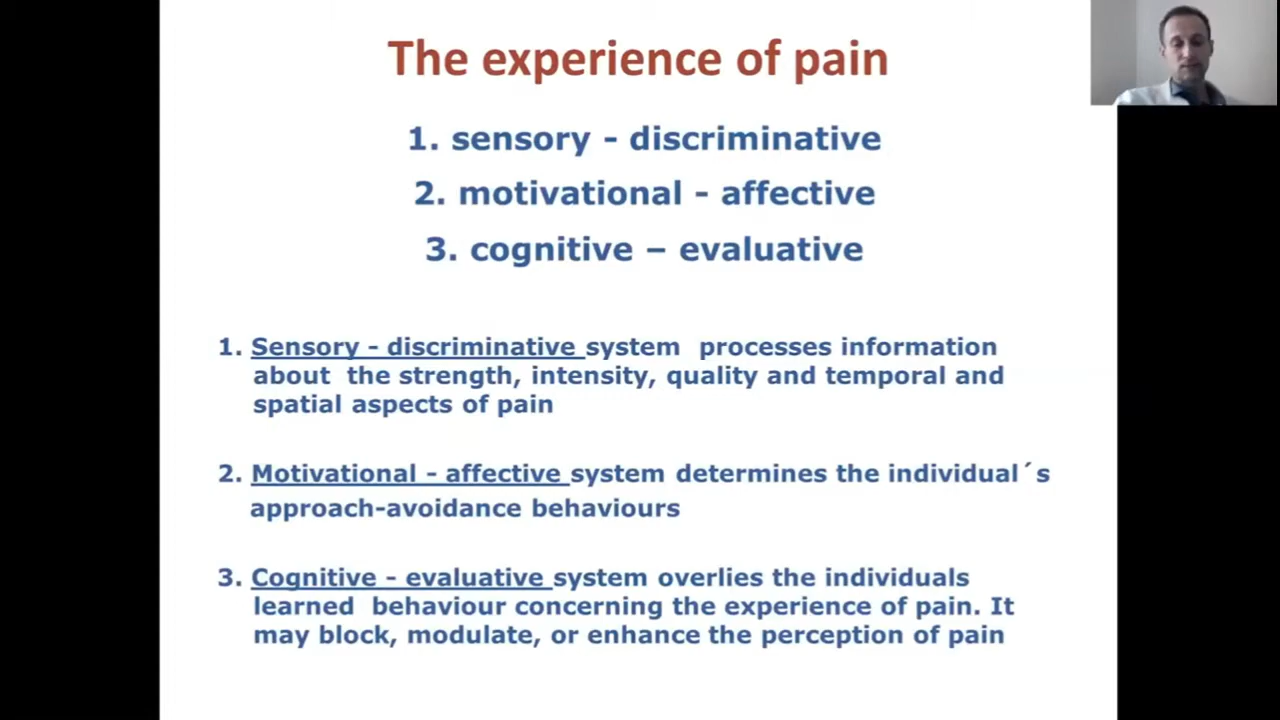 The experience of pain
1. sensory - discriminative
2. motivational - affective
3. cognitive – evaluative
1. Sensory - discriminative system processes information
about the strength, intensity, quality and temporal and
spatial aspects of pain
2. Motivational - affective system determines the individual´s
approach-avoidance behaviours
3. Cognitive - evaluative system overlies the individuals
learned behaviour concerning the experience of pain. It
may block, modulate, or enhance the perception of pain